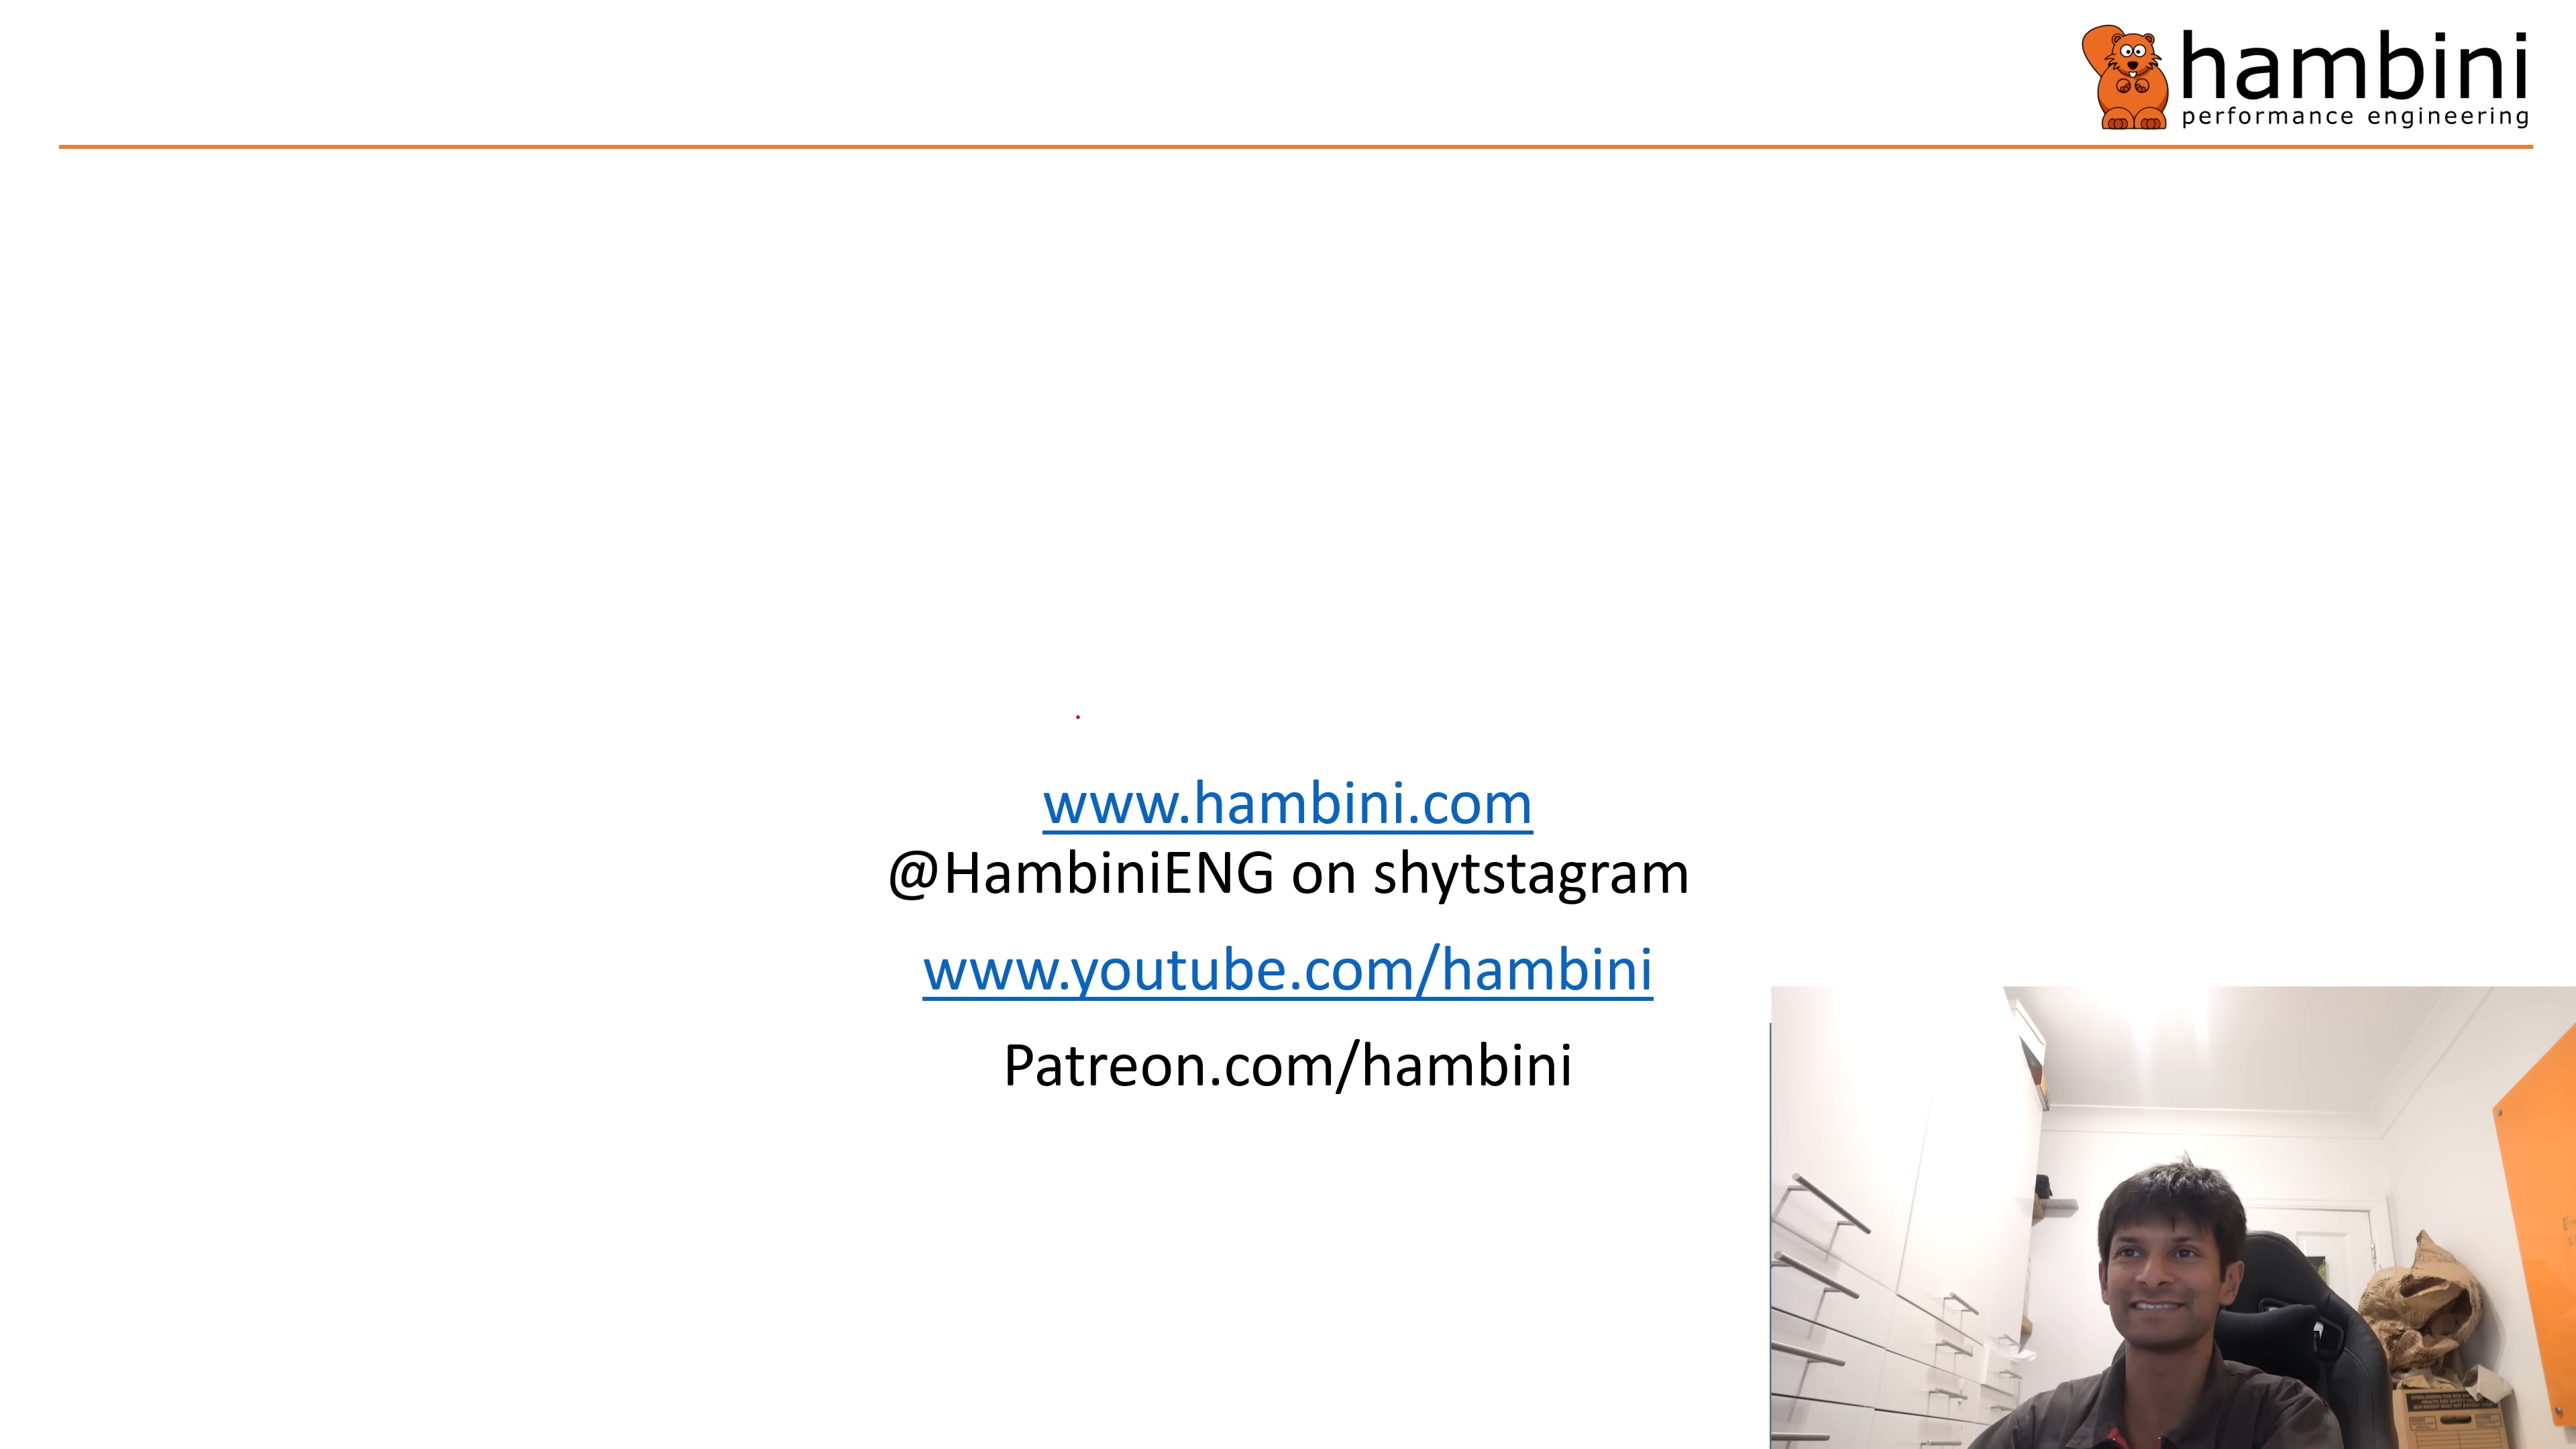 hambini
performance engineering
www.hambini.com
@HambiniENG on shytstagram
www.youtube.com/hambini
Patreon.com/hambini